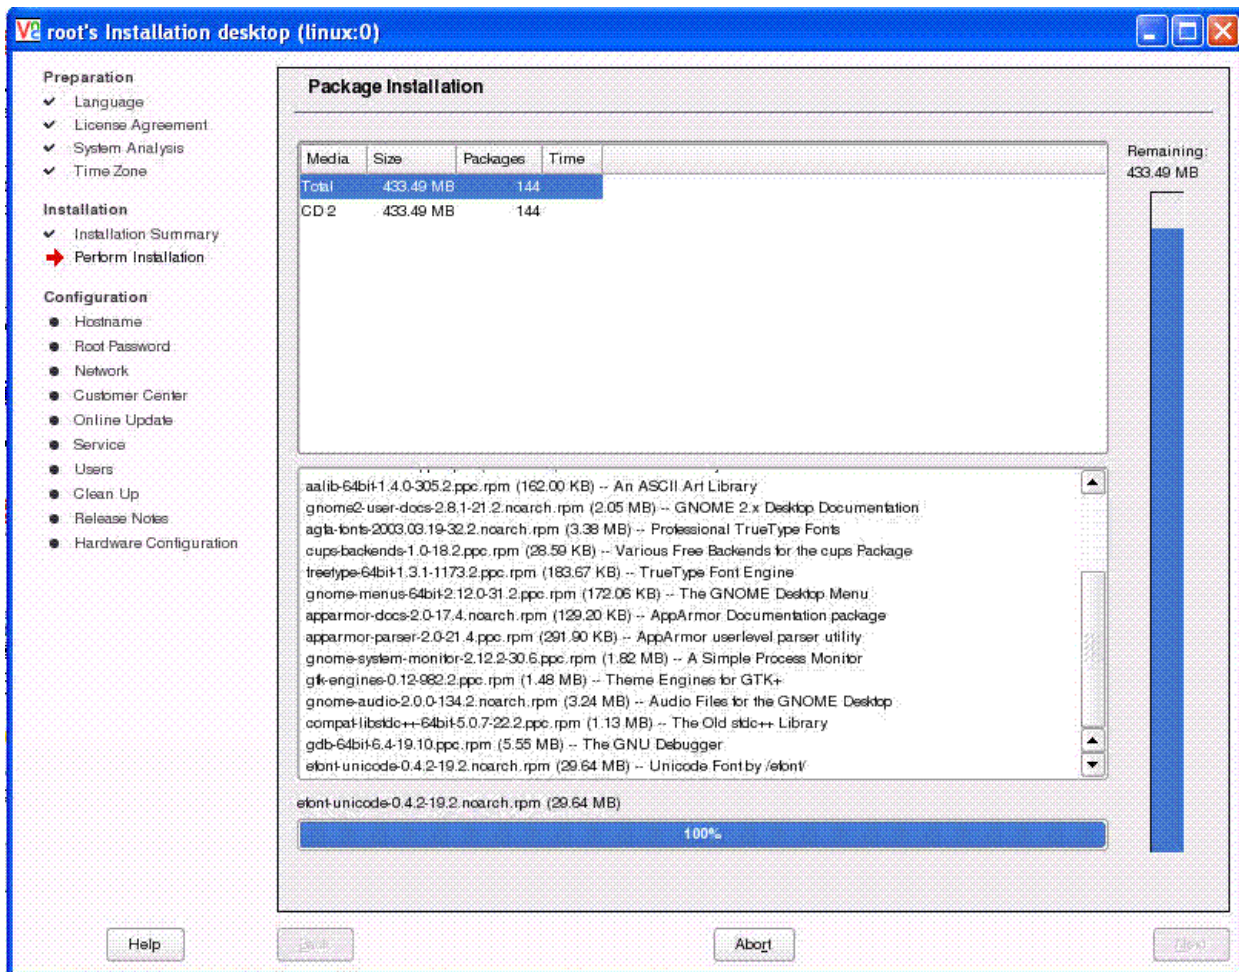 root's Installation desktop (linux:0)
Preparation
Language
License Agreement
System Analysis
Time Zone
Installation
Installation Summary
Perform Installation
Configuration
Hostname
Root Password
Network
Customer Center
Online Update
Service
Users
Clean Up
Release Notes
Hardware Configuration
Package Installation
Media Size Packages Time
Total 433.49 MB 144
CD 2 433.49 MB 144
Remaining:
433.49 MB
aalib-64bit-1.4.0-305.2.ppc.rpm (162.00 KB) -- An ASCII Art Library
gnome2-user-docs-2.8.1-21.2.noarch.rpm (2.05 MB) -- GNOME 2.x Desktop Documentation
agfa-fonts-2003.03.19-32.2.noarch.rpm (3.38 MB) -- Professional TrueType Fonts
cups-backends-1.0-18.2.ppc.rpm (28.59 KB) -- Various Free Backends for the cups Package
freetype-64bit-1.3.1-1173.2.ppc.rpm (183.67 KB) -- TrueType Font Engine
gnome-menus-64bit-2.12.0-31.2.ppc.rpm (172.06 KB) -- The GNOME Desktop Menu
apparmor-docs-2.0-17.4.noarch.rpm (129.20 KB) -- AppArmor Documentation package
apparmor-parser-2.0-21.4.ppc.rpm (291.90 KB) -- AppArmor userlevel parser utility
gnome-system-monitor-2.12.2-30.6.ppc.rpm (1.82 MB) -- A Simple Process Monitor
gtk-engines-0.12-982.2.ppc.rpm (1.48 MB) -- Theme Engines for GTK+
gnome-audio-2.0.0-134.2.noarch.rpm (3.24 MB) -- Audio Files for the GNOME Desktop
compat-libstdc++-64bit-5.0.7-22.2.ppc.rpm (1.13 MB) -- The Old stdc++ Library
gdb-64bit-6.4-19.10.ppc.rpm (5.55 MB) -- The GNU Debugger
efont-unicode-0.4.2-19.2.noarch.rpm (29.64 MB) -- Unicode Font by /efont/
efont-unicode-0.4.2-19.2.noarch.rpm (29.64 MB)
100%
Help
Abort